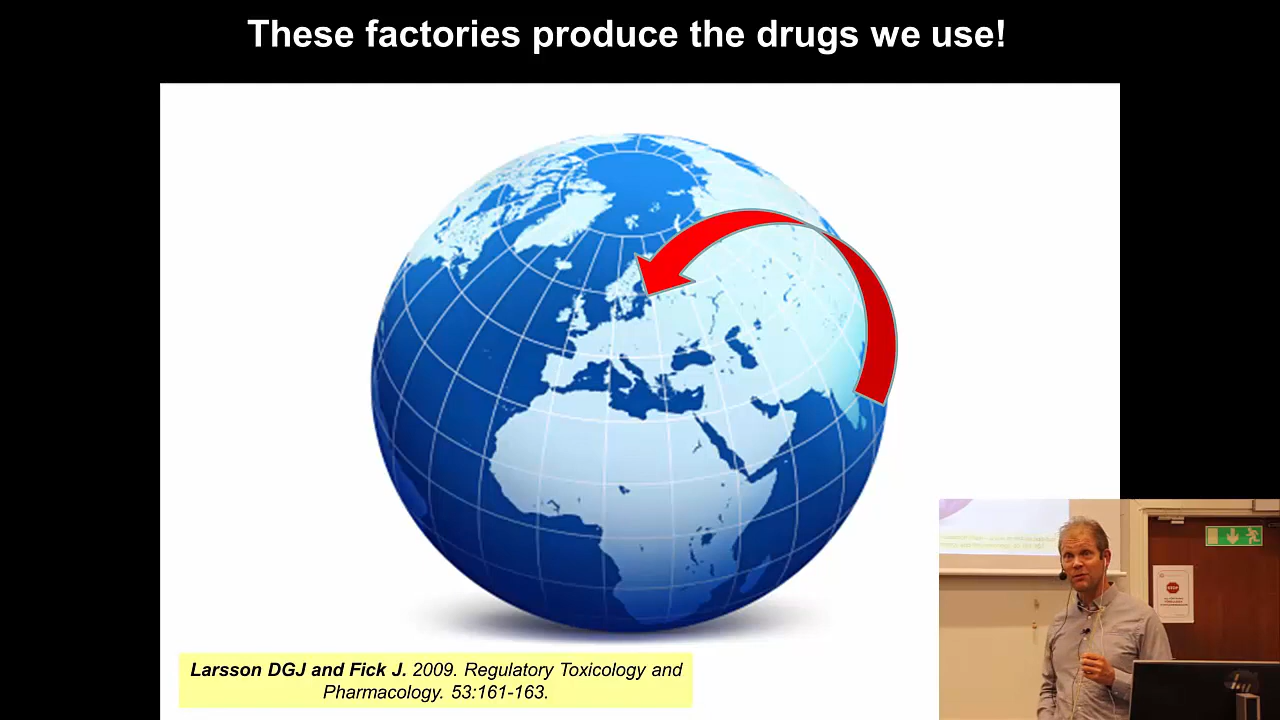 These factories produce the drugs we use!
Larsson DGJ and Fick J. 2009. Regulatory Toxicology and
Pharmacology. 53:161-163.